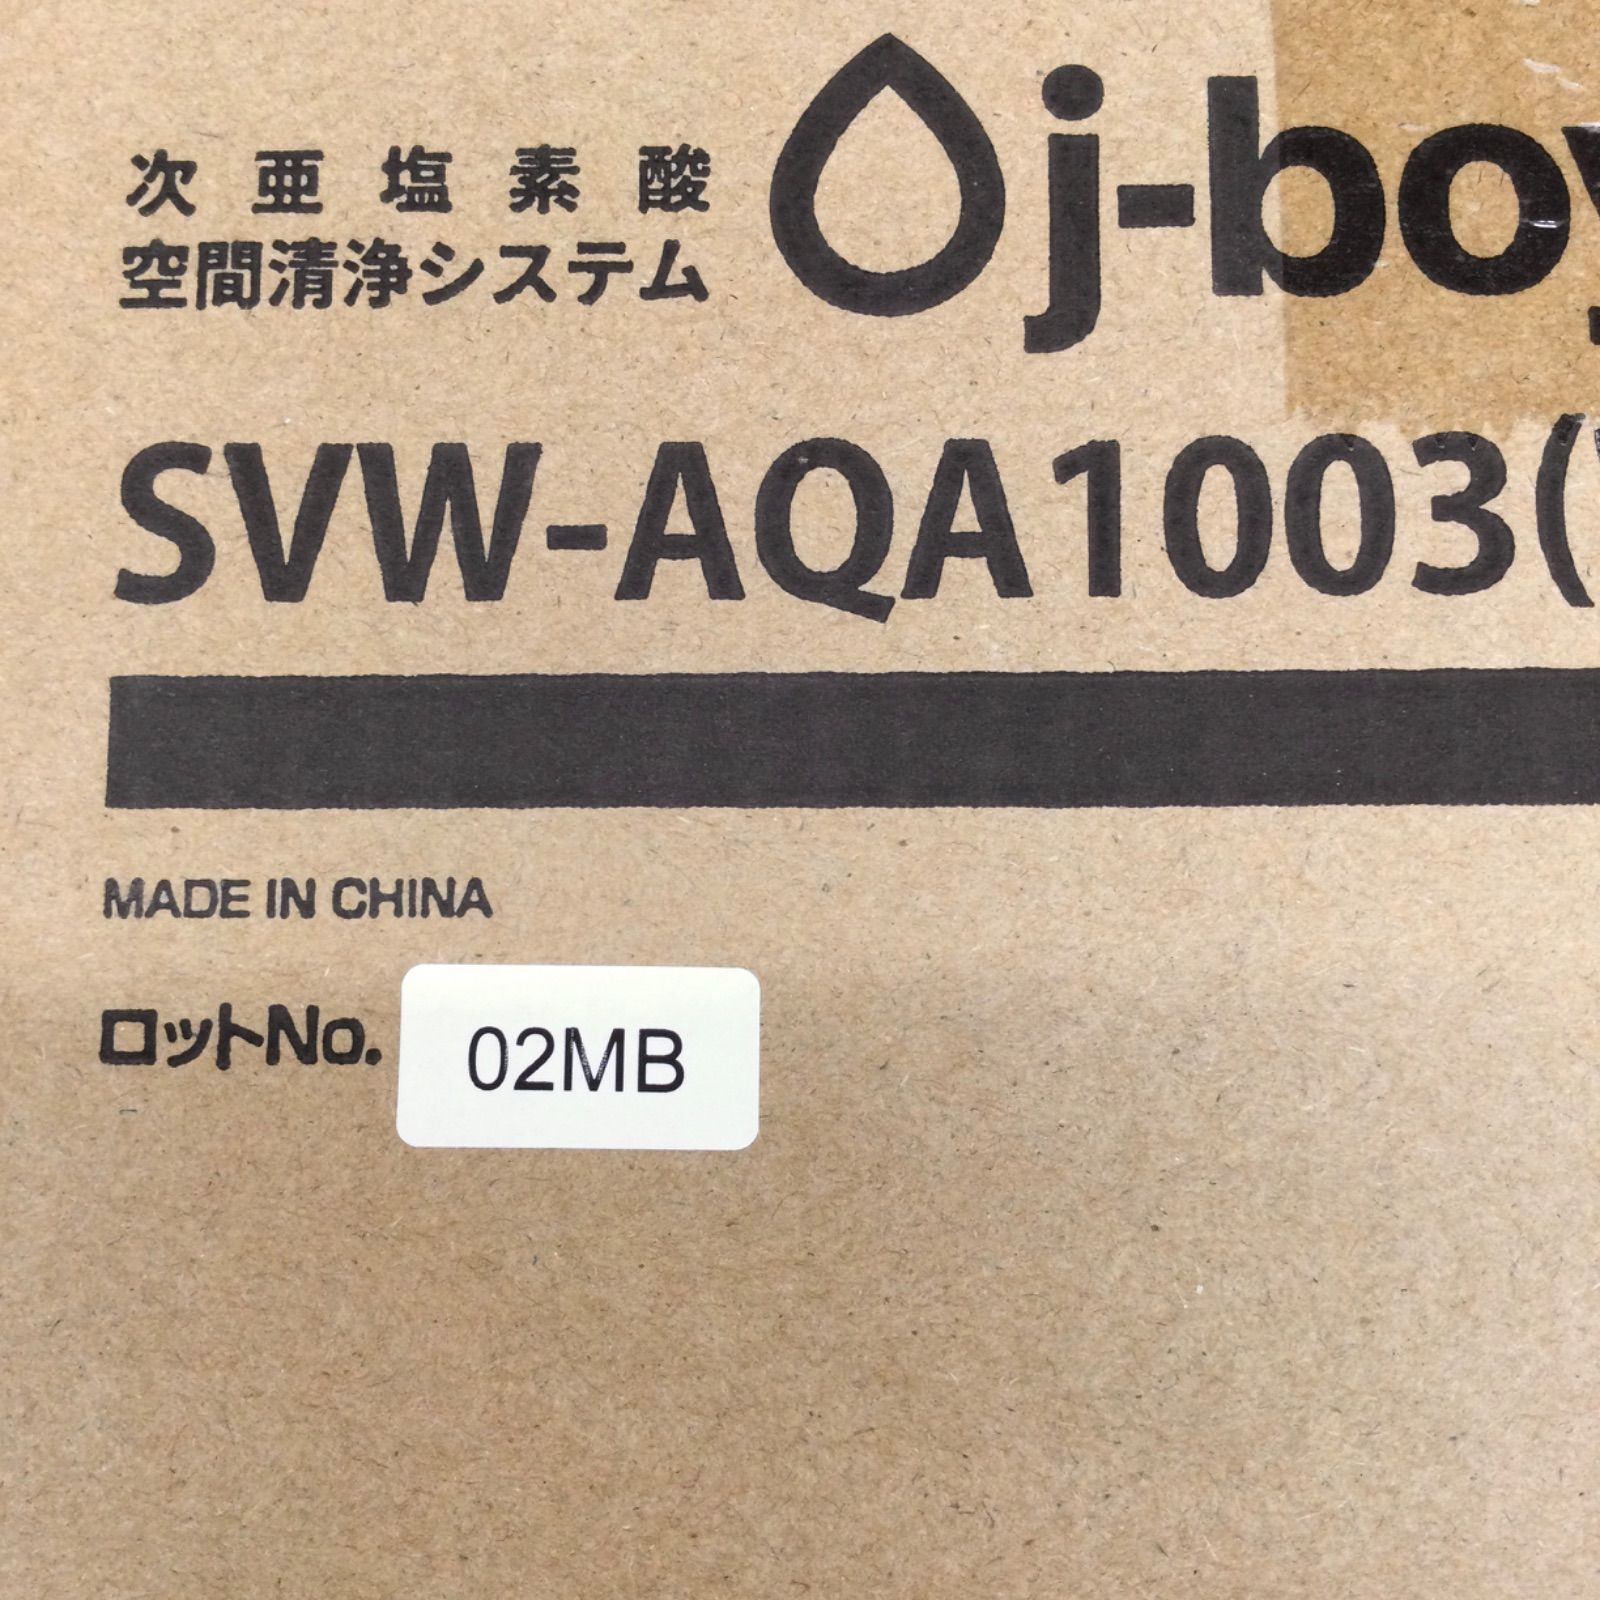 次亜塩素酸
空間清浄システム
j-boy
SVW-AQA1003(
MADE IN CHINA
ロットNo. 02MB